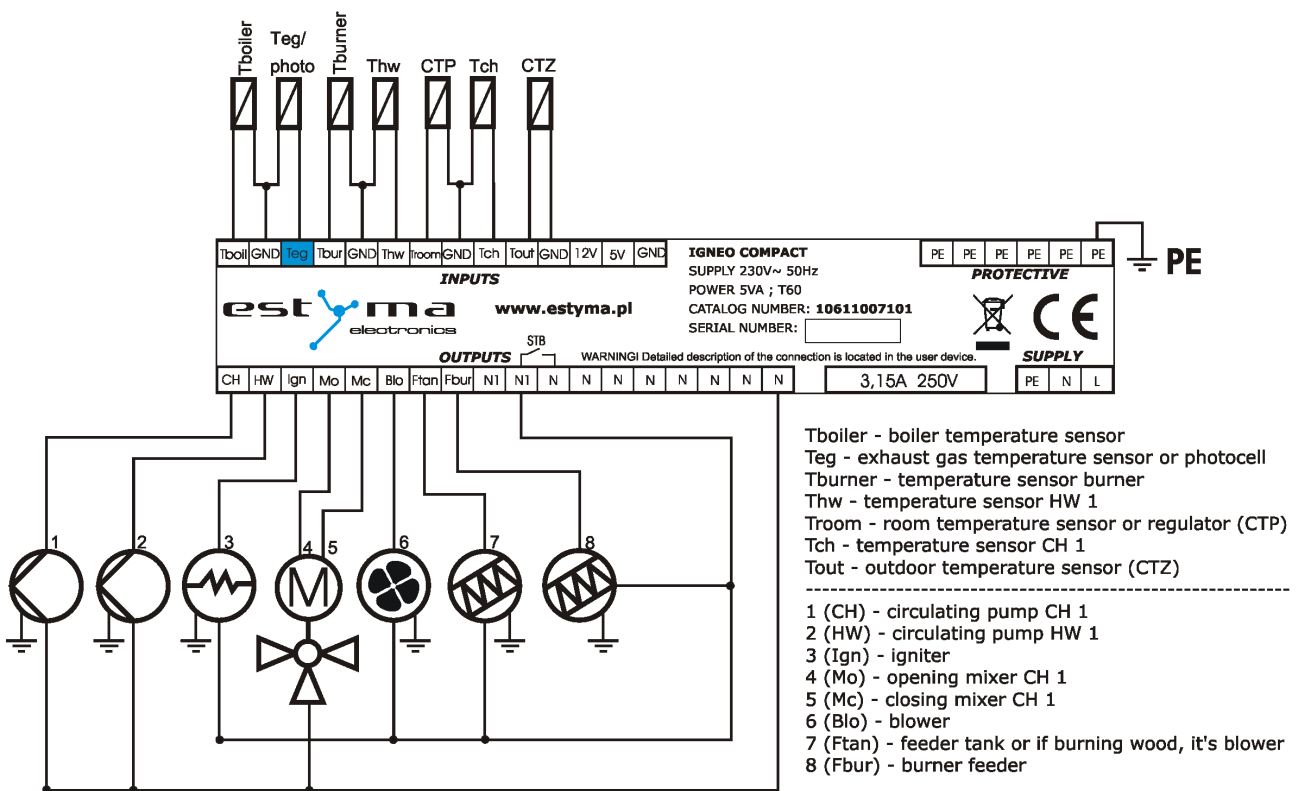 Tboiler
Teg/
photo
Tburner
Thw
CTP
Tch
CTZ
Tboil GND Teg Tbur GND Thw Troom GND Tch Tout GND 12V 5V GND
INPUTS
IGNEO COMPACT
SUPPLY 230V~ 50Hz
POWER 5VA ; T60
CATALOG NUMBER: 10611007101
SERIAL NUMBER:
PE PE PE PE PE PE
PROTECTIVE
PE
estyma
electronics
www.estyma.pl
CE
OUTPUTS
STB
WARNING! Detailed description of the connection is located in the user device.
SUPPLY
CH HW Ign Mo Mc Blo Ftan Fbur N1 N1 N N N N N N N N
3,15A 250V
PE N L
1
2
3
4
5
6
7
8
M
Tboiler - boiler temperature sensor
Teg - exhaust gas temperature sensor or photocell
Tburner - temperature sensor burner
Thw - temperature sensor HW 1
Troom - room temperature sensor or regulator (CTP)
Tch - temperature sensor CH 1
Tout - outdoor temperature sensor (CTZ)
1 (CH) - circulating pump CH 1
2 (HW) - circulating pump HW 1
3 (Ign) - igniter
4 (Mo) - opening mixer CH 1
5 (Mc) - closing mixer CH 1
6 (Blo) - blower
7 (Ftan) - feeder tank or if burning wood, it's blower
8 (Fbur) - burner feeder